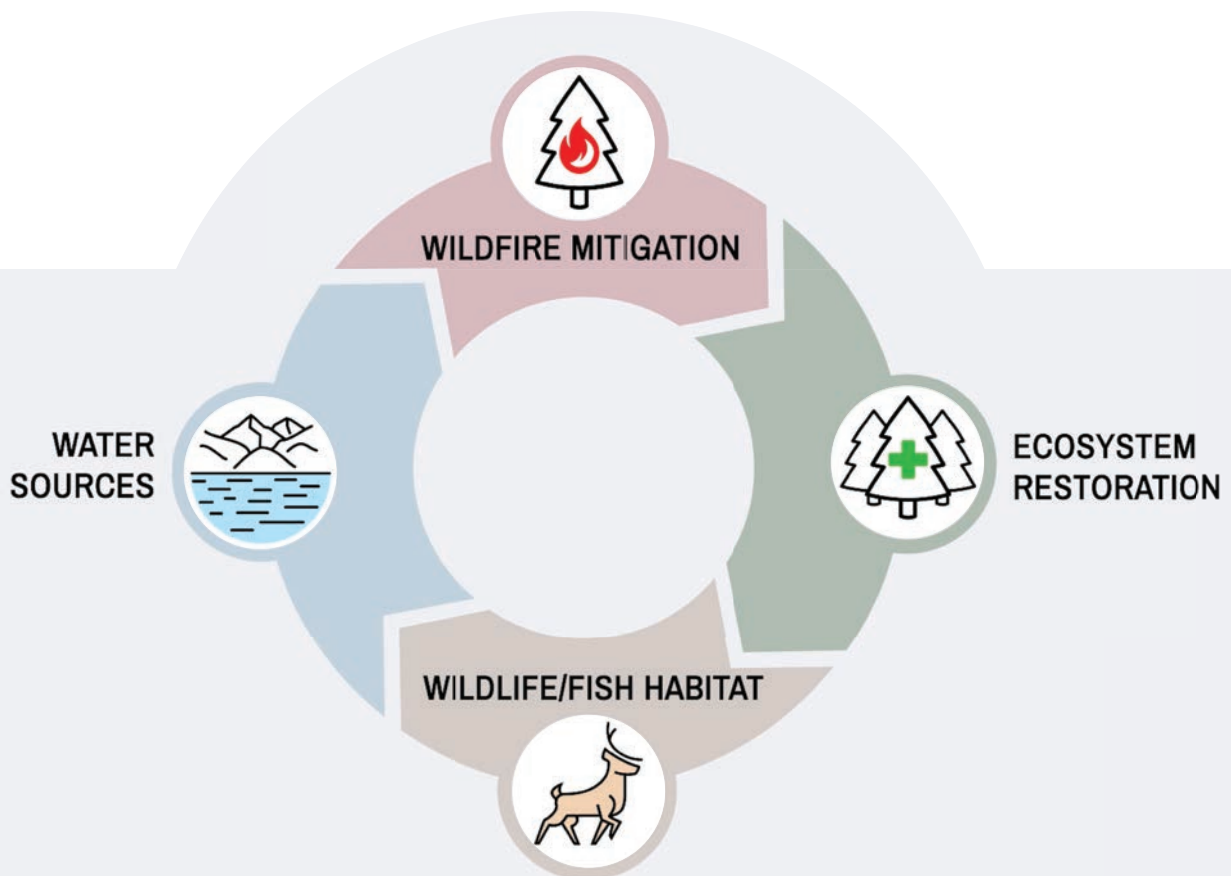 WILDFIRE MITIGATION
WATER
SOURCES
ECOSYSTEM
RESTORATION
WILDLIFE/FISH HABITAT